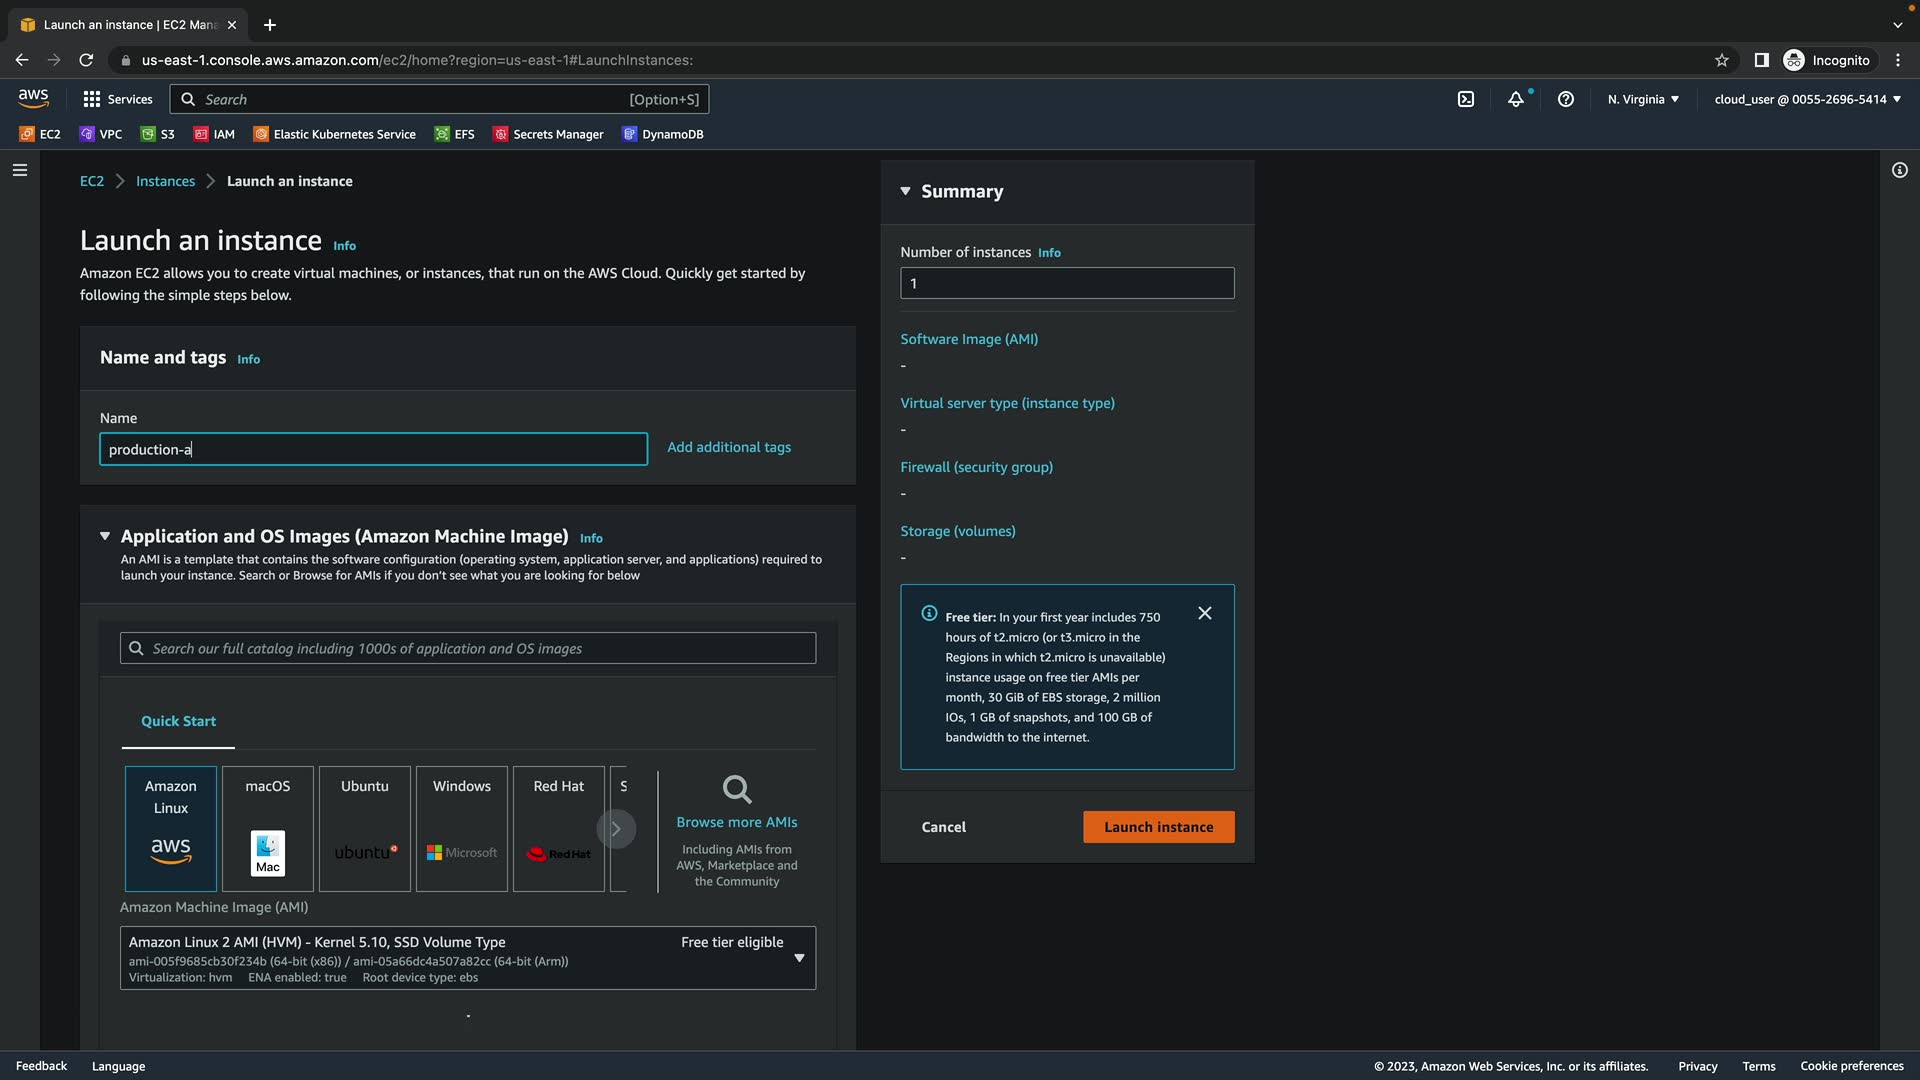 Launch an instance | EC2 Mana
us-east-1.console.aws.amazon.com/ec2/home?region=us-east-1#LaunchInstances:
Incognito
aws
Services
Search
[Option+S]
N. Virginia
cloud_user @ 0055-2696-5414
EC2
VPC
S3
IAM
Elastic Kubernetes Service
EFS
Secrets Manager
DynamoDB
EC2
Instances
Launch an instance
Launch an instance Info
Amazon EC2 allows you to create virtual machines, or instances, that run on the AWS Cloud. Quickly get started by
following the simple steps below.
Name and tags Info
Name
production-a
Add additional tags
Application and OS Images (Amazon Machine Image) Info
An AMI is a template that contains the software configuration (operating system, application server, and applications) required to
launch your instance. Search or Browse for AMIs if you don’t see what you are looking for below
Search our full catalog including 1000s of application and OS images
Quick Start
Amazon
Linux
aws
macOS
Mac
Ubuntu
ubuntu
Windows
Microsoft
Red Hat
RedHat
S
Browse more AMIs
Including AMIs from
AWS, Marketplace and
the Community
Amazon Machine Image (AMI)
Amazon Linux 2 AMI (HVM) - Kernel 5.10, SSD Volume Type
Free tier eligible
ami-005f9685cb30f234b (64-bit (x86)) / ami-05a66dc4a507a82cc (64-bit (Arm))
Virtualization: hvm ENA enabled: true Root device type: ebs
-
Summary
Number of instances Info
1
Software Image (AMI)
-
Virtual server type (instance type)
-
Firewall (security group)
-
Storage (volumes)
-
Free tier: In your first year includes 750
hours of t2.micro (or t3.micro in the
Regions in which t2.micro is unavailable)
instance usage on free tier AMIs per
month, 30 GiB of EBS storage, 2 million
IOs, 1 GB of snapshots, and 100 GB of
bandwidth to the internet.
Cancel
Launch instance
Feedback
Language
© 2023, Amazon Web Services, Inc. or its affiliates.
Privacy
Terms
Cookie preferences